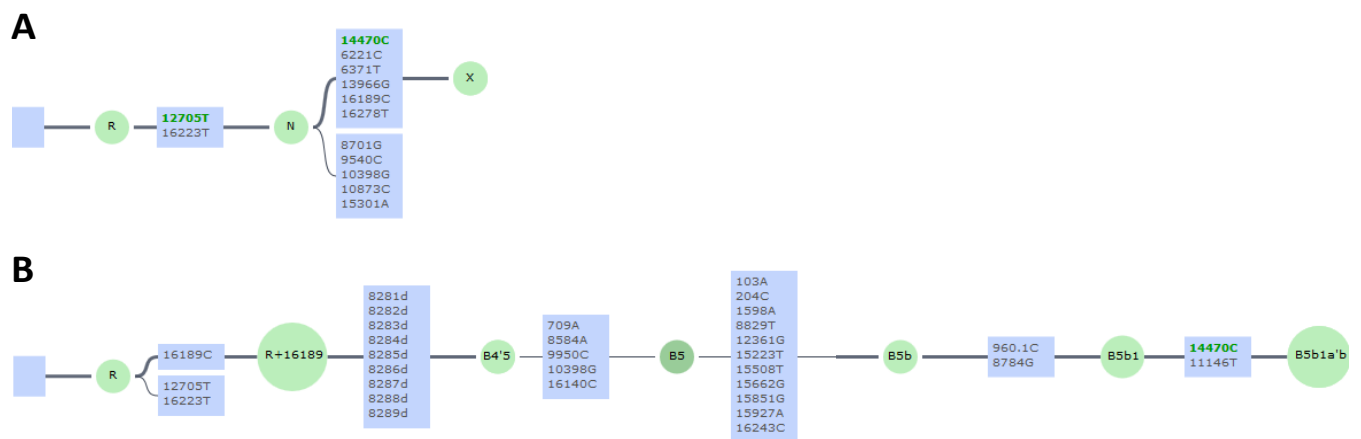 A
R
12705T
16223T
N
14470C
6221C
6371T
13966G
16189C
16278T
X
8701G
9540C
10398G
10873C
15301A
B
R
16189C
12705T
16223T
R+16189
8281d
8282d
8283d
8284d
8285d
8286d
8287d
8288d
8289d
B4'5
709A
8584A
9950C
10398G
16140C
B5
103A
204C
1598A
8829T
12361G
15223T
15508T
15662G
15851G
15927A
16243C
B5b
960.1C
8784G
B5b1
14470C
11146T
B5b1a'b